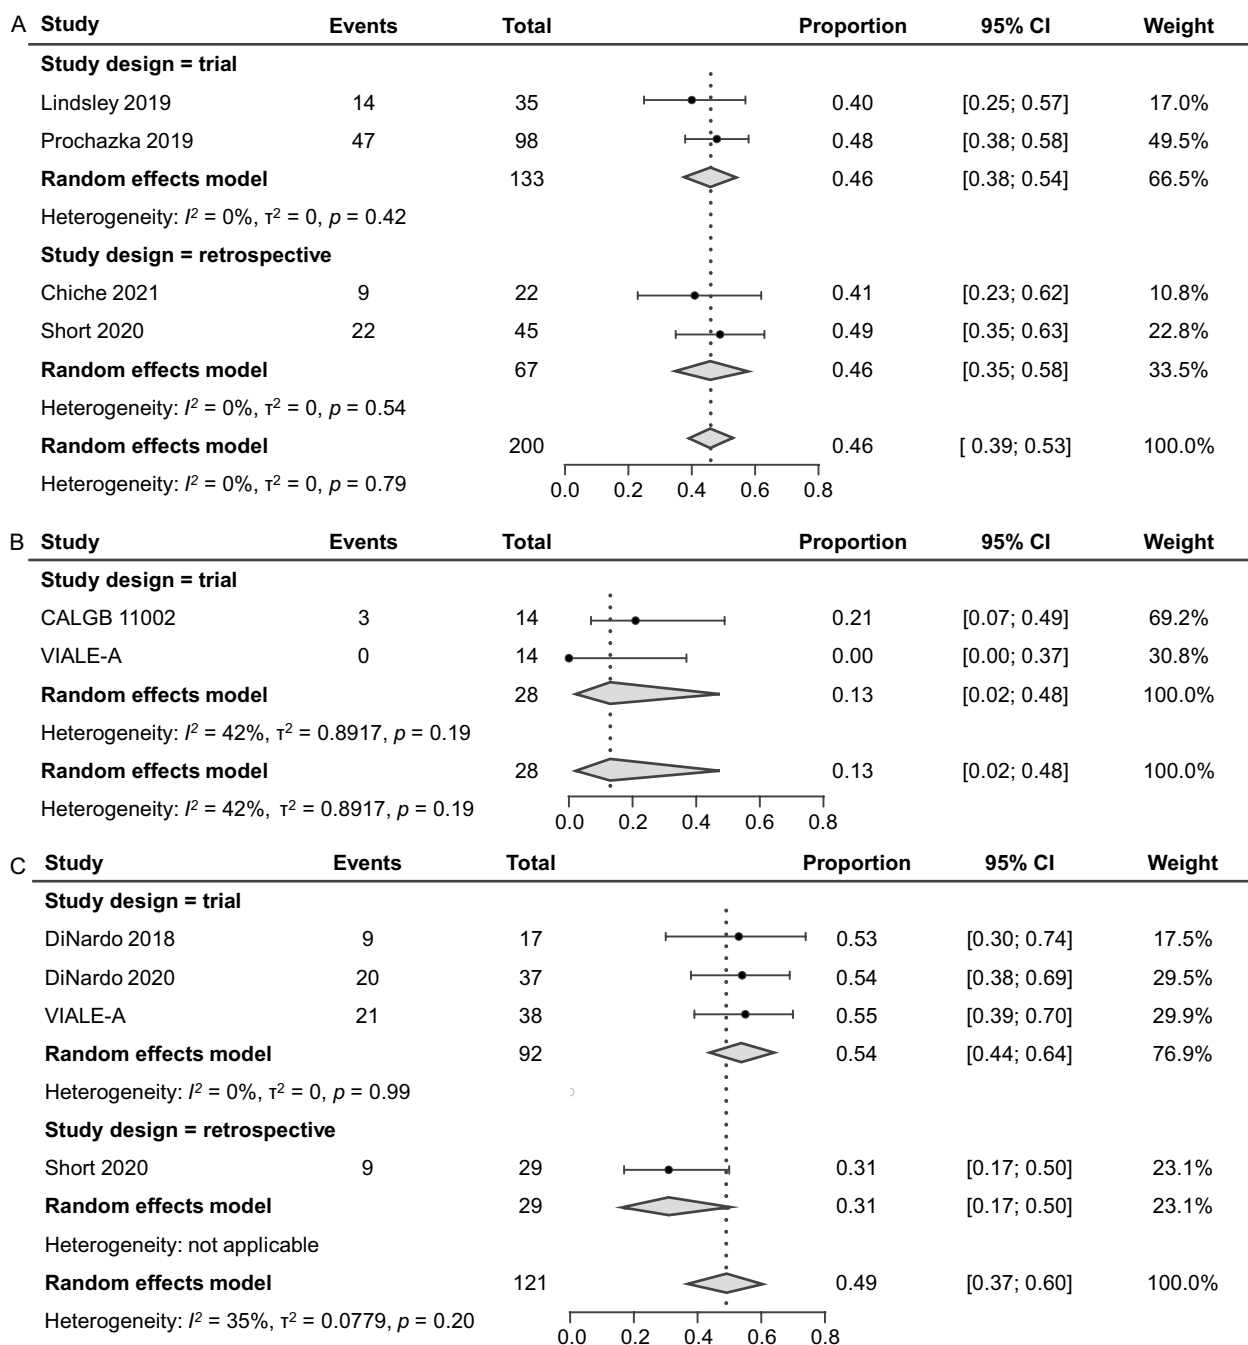 A Study Events Total Proportion 95% CI Weight
Study design = trial
Lindsley 2019 14 35 0.40 [0.25; 0.57] 17.0%
Prochazka 2019 47 98 0.48 [0.38; 0.58] 49.5%
Random effects model 133 0.46 [0.38; 0.54] 66.5%
Heterogeneity: I² = 0%, τ² = 0, p = 0.42
Study design = retrospective
Chiche 2021 9 22 0.41 [0.23; 0.62] 10.8%
Short 2020 22 45 0.49 [0.35; 0.63] 22.8%
Random effects model 67 0.46 [0.35; 0.58] 33.5%
Heterogeneity: I² = 0%, τ² = 0, p = 0.54
Random effects model 200 0.46 [ 0.39; 0.53] 100.0%
Heterogeneity: I² = 0%, τ² = 0, p = 0.79
0.0 0.2 0.4 0.6 0.8
B Study Events Total Proportion 95% CI Weight
Study design = trial
CALGB 11002 3 14 0.21 [0.07; 0.49] 69.2%
VIALE-A 0 14 0.00 [0.00; 0.37] 30.8%
Random effects model 28 0.13 [0.02; 0.48] 100.0%
Heterogeneity: I² = 42%, τ² = 0.8917, p = 0.19
Random effects model 28 0.13 [0.02; 0.48] 100.0%
Heterogeneity: I² = 42%, τ² = 0.8917, p = 0.19
0.0 0.2 0.4 0.6 0.8
C Study Events Total Proportion 95% CI Weight
Study design = trial
DiNardo 2018 9 17 0.53 [0.30; 0.74] 17.5%
DiNardo 2020 20 37 0.54 [0.38; 0.69] 29.5%
VIALE-A 21 38 0.55 [0.39; 0.70] 29.9%
Random effects model 92 0.54 [0.44; 0.64] 76.9%
Heterogeneity: I² = 0%, τ² = 0, p = 0.99
Study design = retrospective
Short 2020 9 29 0.31 [0.17; 0.50] 23.1%
Random effects model 29 0.31 [0.17; 0.50] 23.1%
Heterogeneity: not applicable
Random effects model 121 0.49 [0.37; 0.60] 100.0%
Heterogeneity: I² = 35%, τ² = 0.0779, p = 0.20
0.0 0.2 0.4 0.6 0.8